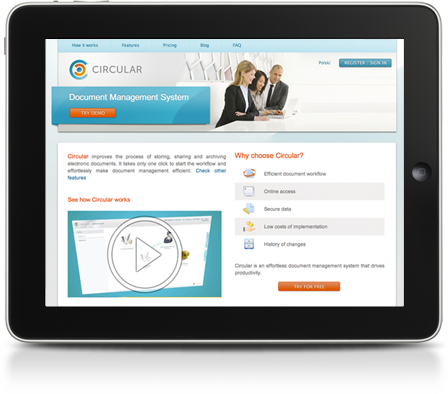 How it works Features Pricing Blog FAQ
CIRCULAR
Polski REGISTER / SIGN IN
Document Management System
TRY DEMO
Circular improves the process of storing, sharing and archiving
electronic documents. It takes only one click to start the workflow and
effortlessly make document management efficient. Check other
features
See how Circular works
Why choose Circular?
Efficient document workflow
Online access
Secure data
Low costs of implementation
History of changes
Circular is an effortless document management system that drives
productivity.
TRY FOR FREE